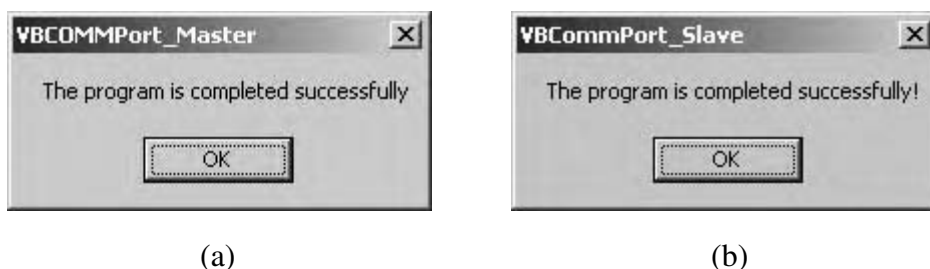 VBCOMMPort_Master
The program is completed successfully
OK
(a)
VBCommPort_Slave
The program is completed successfully!
OK
(b)